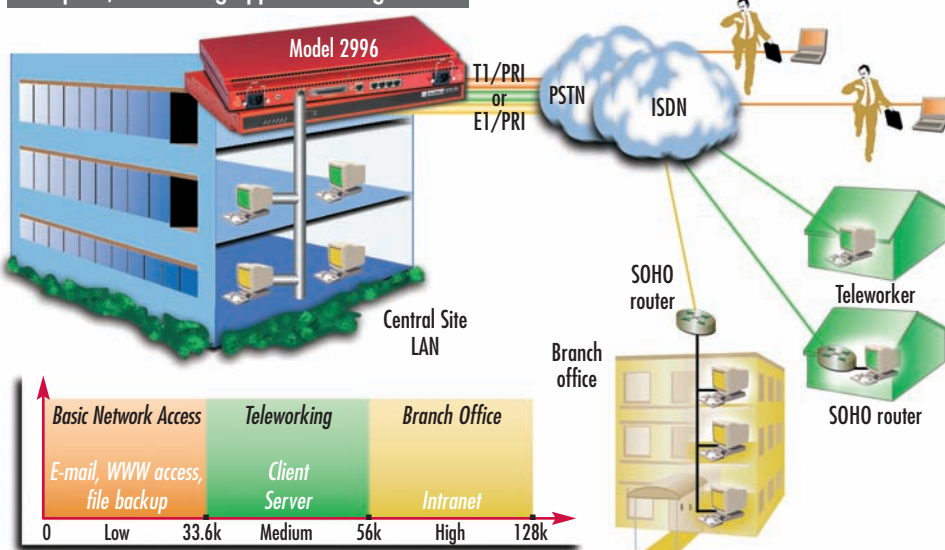 Model 2996
T1/PRI
or
E1/PRI
PSTN
ISDN
Central Site
LAN
SOHO
router
Branch
office
Teleworker
SOHO router
Basic Network Access
E-mail, WWW access,
file backup
Teleworking
Client
Server
Branch Office
Intranet
0 Low 33.6k Medium 56k High 128k